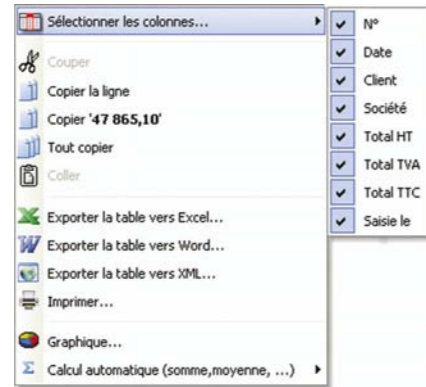 Sélectionner les colonnes...
Couper
Copier la ligne
Copier '47 865,10'
Tout copier
Coller
Exporter la table vers Excel...
Exporter la table vers Word...
Exporter la table vers XML...
Imprimer...
Graphique...
Calcul automatique (somme,moyenne, ...)
N°
Date
Client
Société
Total HT
Total TVA
Total TTC
Saisie le